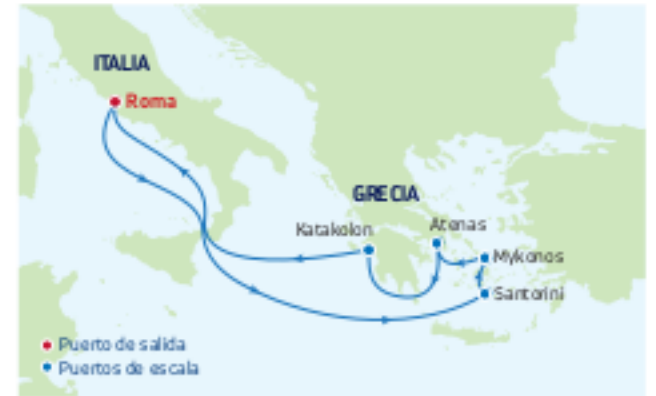 ITALIA
Roma
GRECIA
Katakolon
Atenas
Mykonos
Santorini
Puerto de salida
Puertos de escala